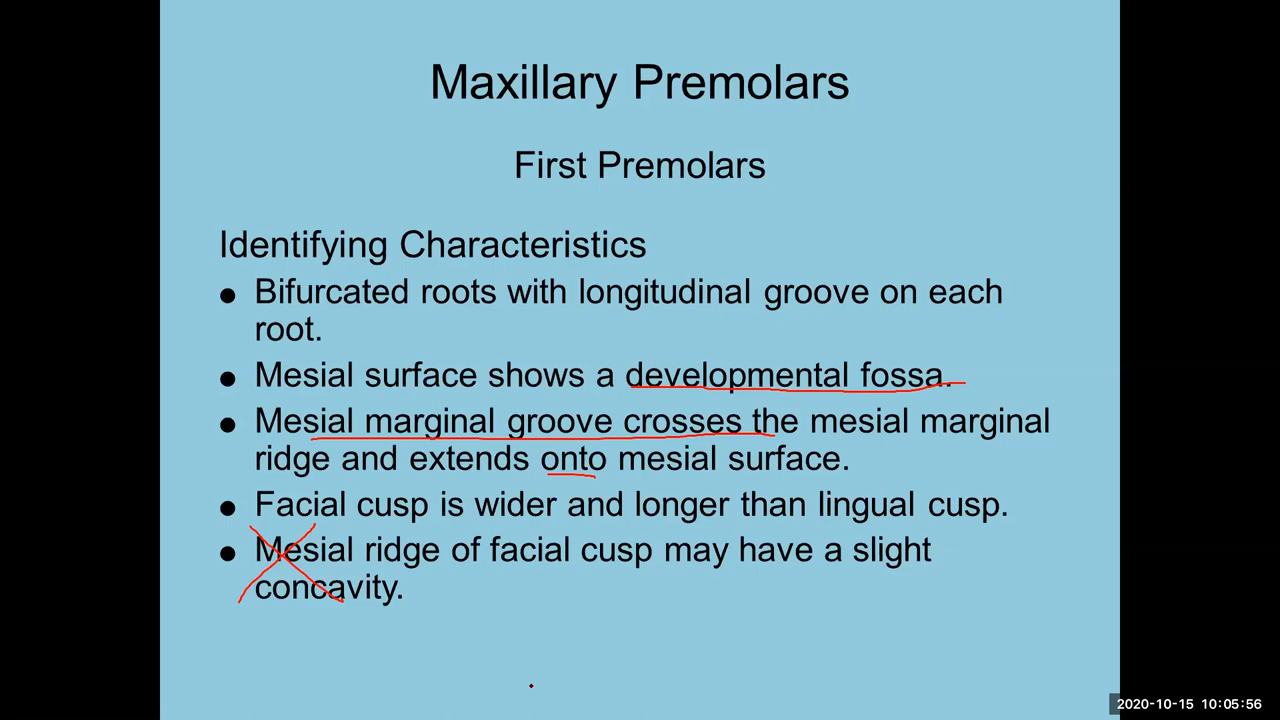 Maxillary Premolars
First Premolars
Identifying Characteristics
● Bifurcated roots with longitudinal groove on each
root.
● Mesial surface shows a developmental fossa.
● Mesial marginal groove crosses the mesial marginal
ridge and extends onto mesial surface.
● Facial cusp is wider and longer than lingual cusp.
● Mesial ridge of facial cusp may have a slight
concavity.
2020-10-15 10:05:56